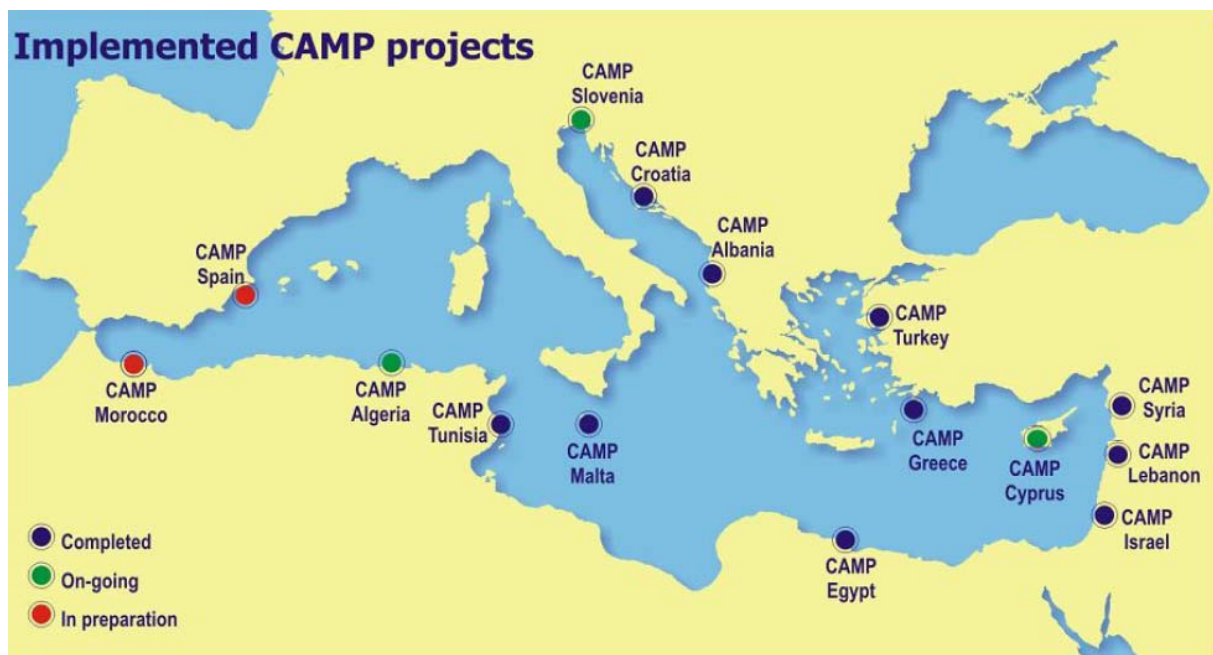 Implemented CAMP projects
CAMP
Slovenia
CAMP
Croatia
CAMP
Albania
CAMP
Spain
CAMP
Turkey
CAMP
Morocco
CAMP
Algeria
CAMP
Tunisia
CAMP
Malta
CAMP
Greece
CAMP
Cyprus
CAMP
Syria
CAMP
Lebanon
CAMP
Israel
CAMP
Egypt
Completed
On-going
In preparation